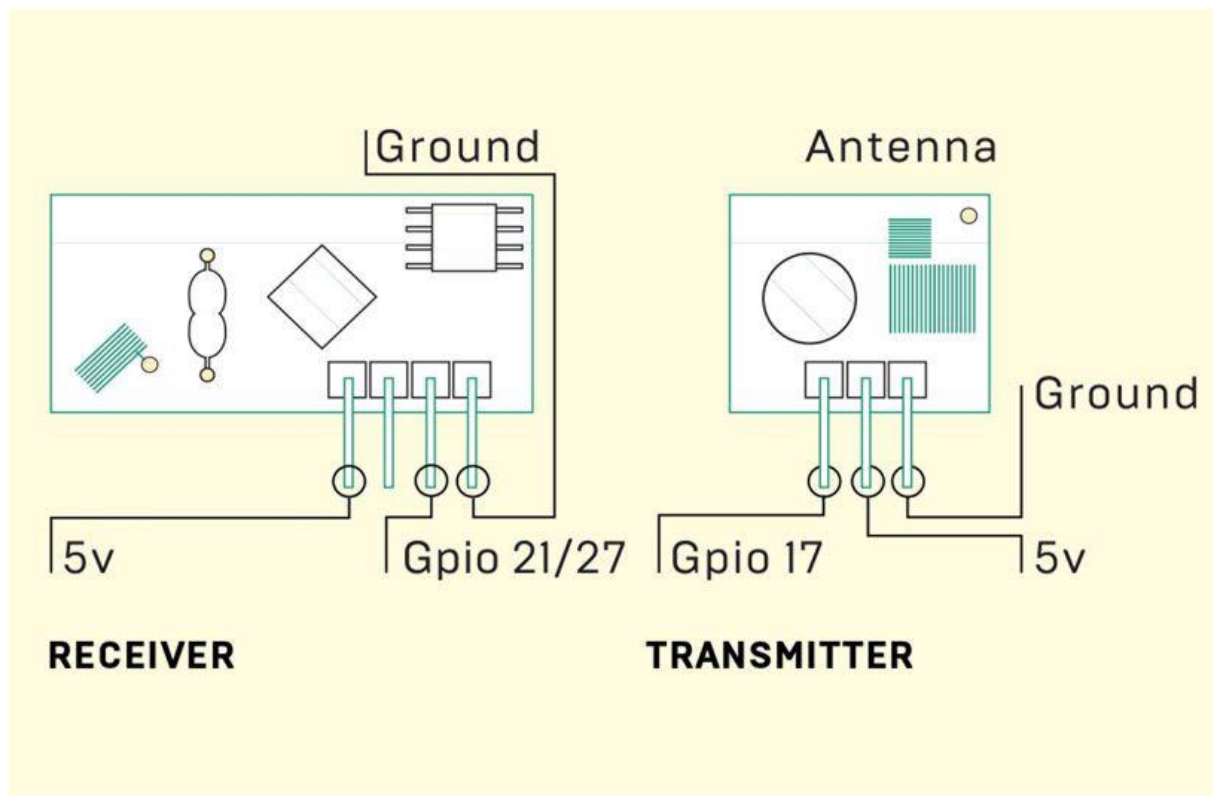 Ground
Antenna
Ground
5v
Gpio 21/27
Gpio 17
5v
RECEIVER
TRANSMITTER